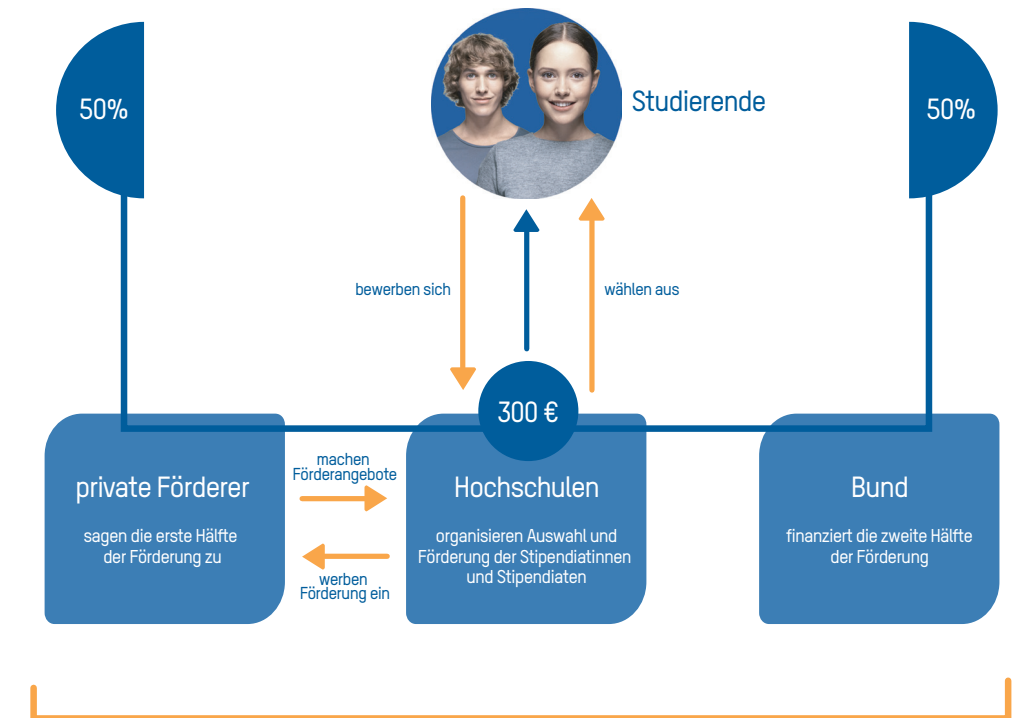 50%
Studierende
50%
bewerben sich
wählen aus
300 €
private Förderer
sagen die erste Hälfte
der Förderung zu
machen
Förderangebote
werben
Förderung ein
Hochschulen
organisieren Auswahl und
Förderung der Stipendiatinnen
und Stipendiaten
Bund
finanziert die zweite Hälfte
der Förderung